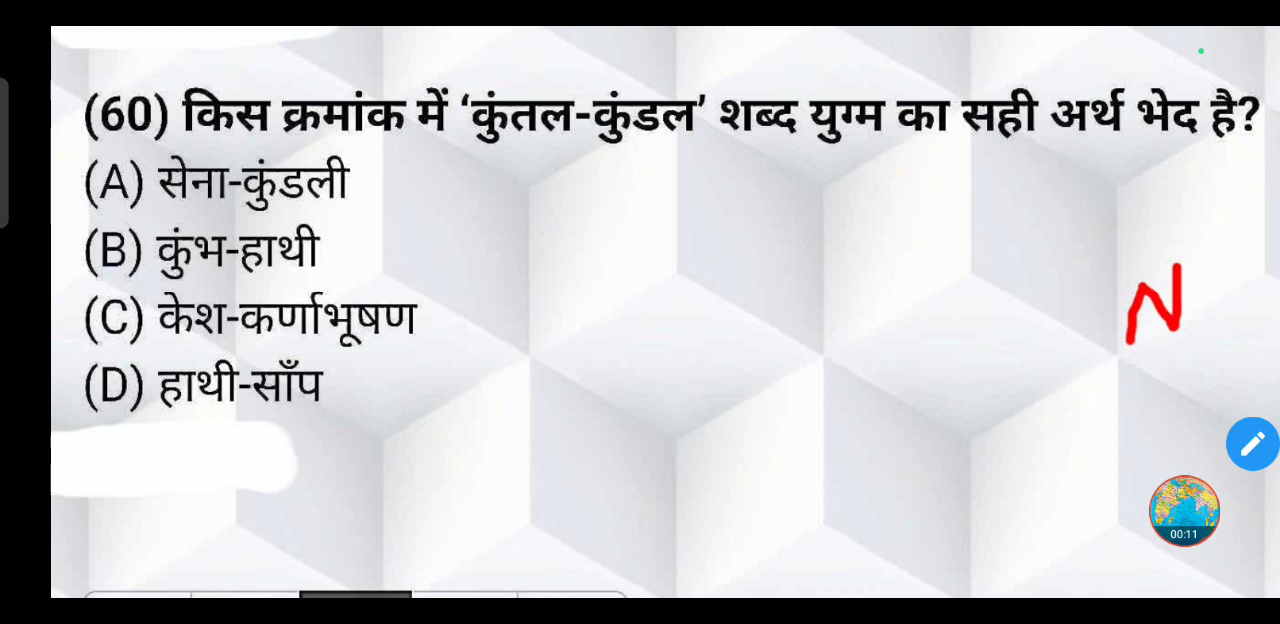 (60) किस क्रमांक में ‘कुंतल-कुंडल’ शब्द युग्म का सही अर्थ भेद है?
(A) सेना-कुंडली
(B) कुंभ-हाथी
(C) केश-कर्णाभूषण
(D) हाथी-साँप
N
00:11